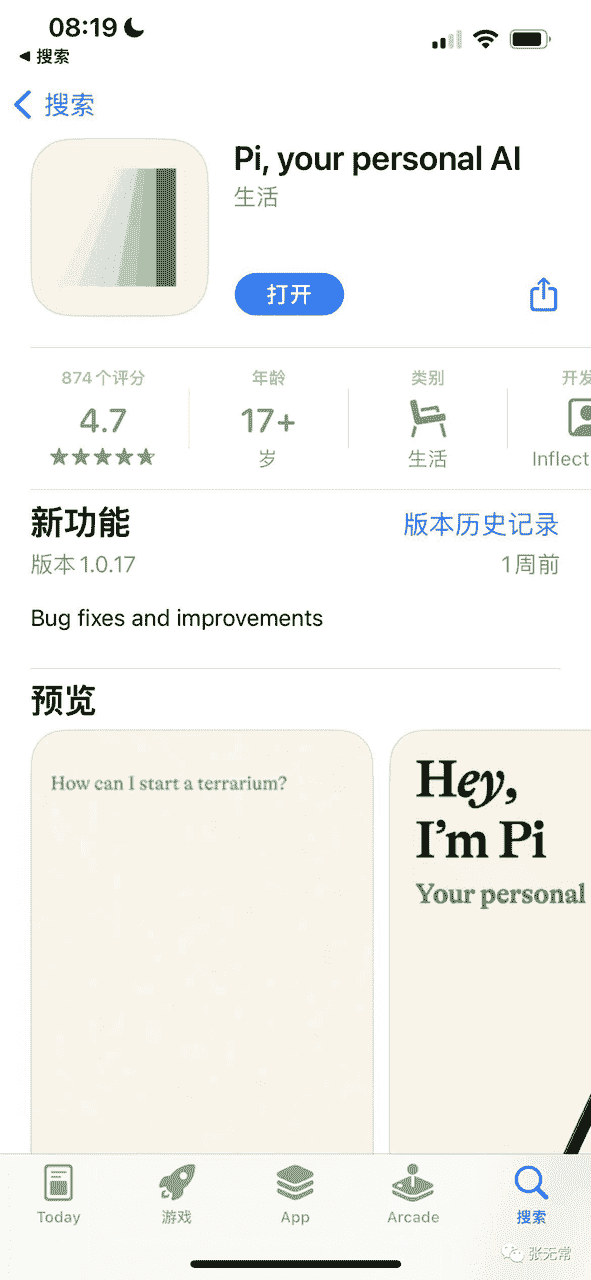 08:19
◀ 搜索
搜索
Pi, your personal AI
生活
打开
874个评分
年龄
类别
开发
4.7
17+
★★★★★
岁
生活
Inflect
新功能
版本历史记录
版本 1.0.17
1周前
Bug fixes and improvements
预览
How can I start a terrarium?
Hey,
I'm Pi
Your personal
Today
游戏
App
Arcade
搜索
张无常